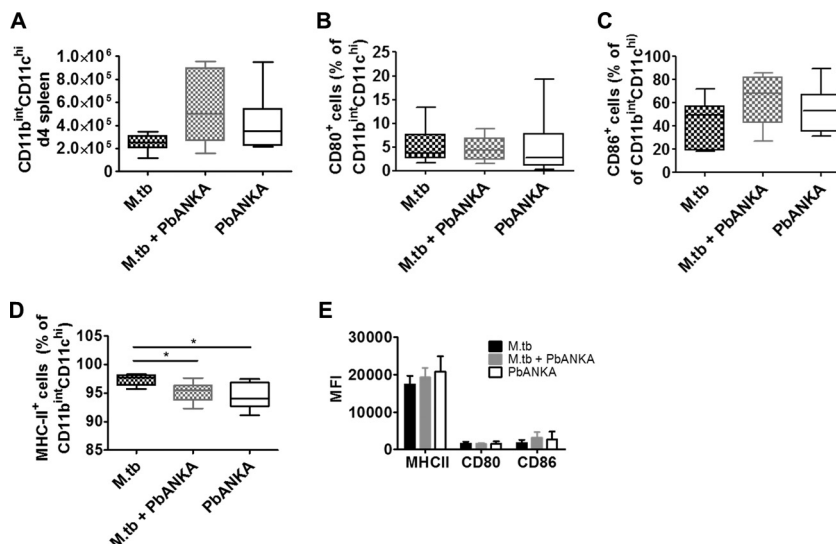 A
CD11b^int CD11c^hi
d4 spleen
1.0×10⁶
8.0×10⁵
6.0×10⁵
4.0×10⁵
2.0×10⁵
M.tb
M.tb + PbANKA
PbANKA
B
CD80⁺ cells (% of
CD11b^int CD11c^hi)
25
20
15
10
5
0
M.tb
M.tb + PbANKA
PbANKA
C
CD86⁺ cells (% of
of CD11b^int CD11c^hi)
100
80
60
40
20
0
M.tb
M.tb + PbANKA
PbANKA
D
MHC-II⁺ cells (% of
CD11b^int CD11c^hi)
105
100
95
90
85
*
*
M.tb
M.tb + PbANKA
PbANKA
E
MFI
30000
20000
10000
0
M.tb
M.tb + PbANKA
PbANKA
MHCII CD80 CD86